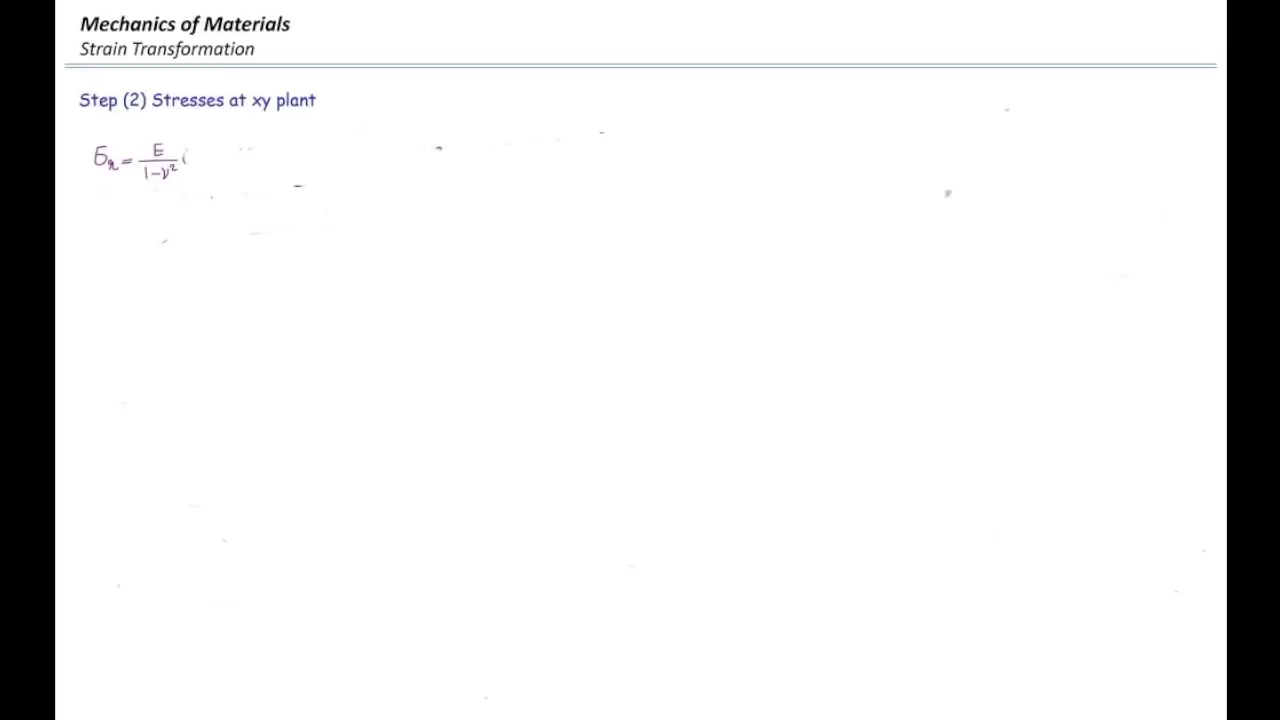 Mechanics of Materials
Strain Transformation
Step (2) Stresses at xy plant
σx = E / 1-ν² (